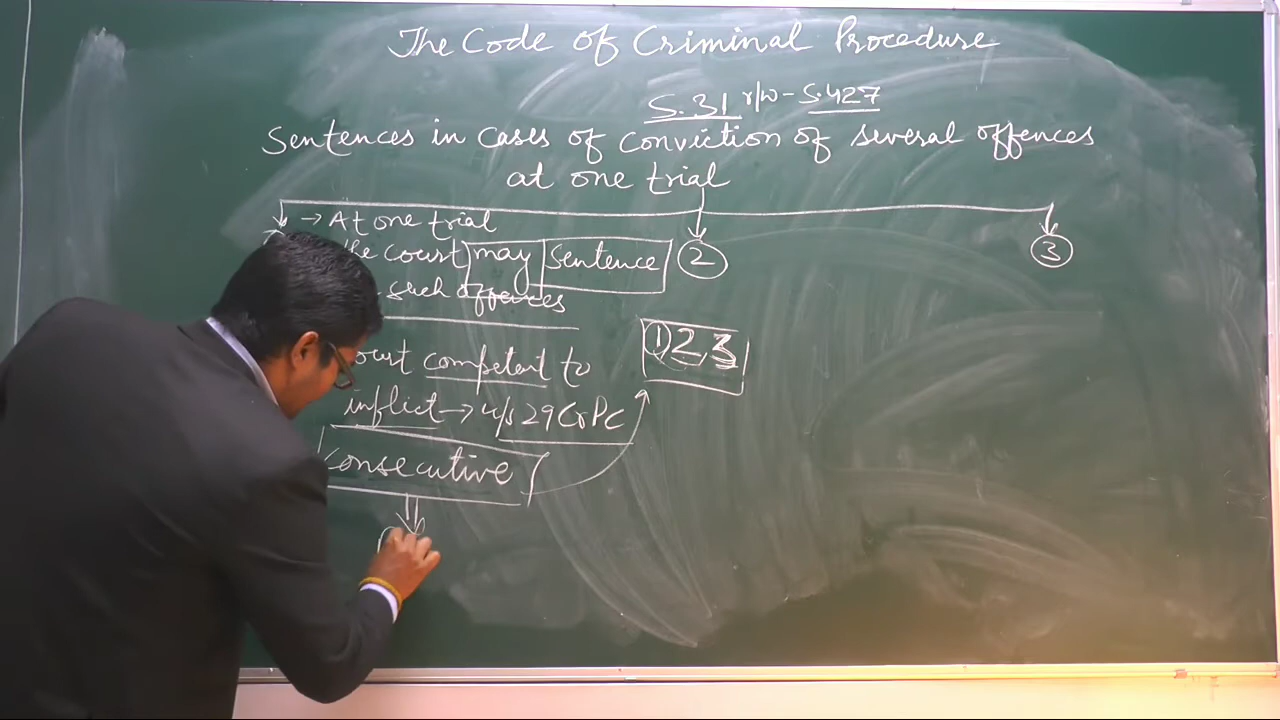 The Code of Criminal Procedure
S.31 r/w - S.427
Sentences in Cases of conviction of several offences
at one trial
→ At one trial
the court may sentence
such offences
2
3
1, 2, 3
court competent to
inflict → u/s 29 CrPC
Consecutive